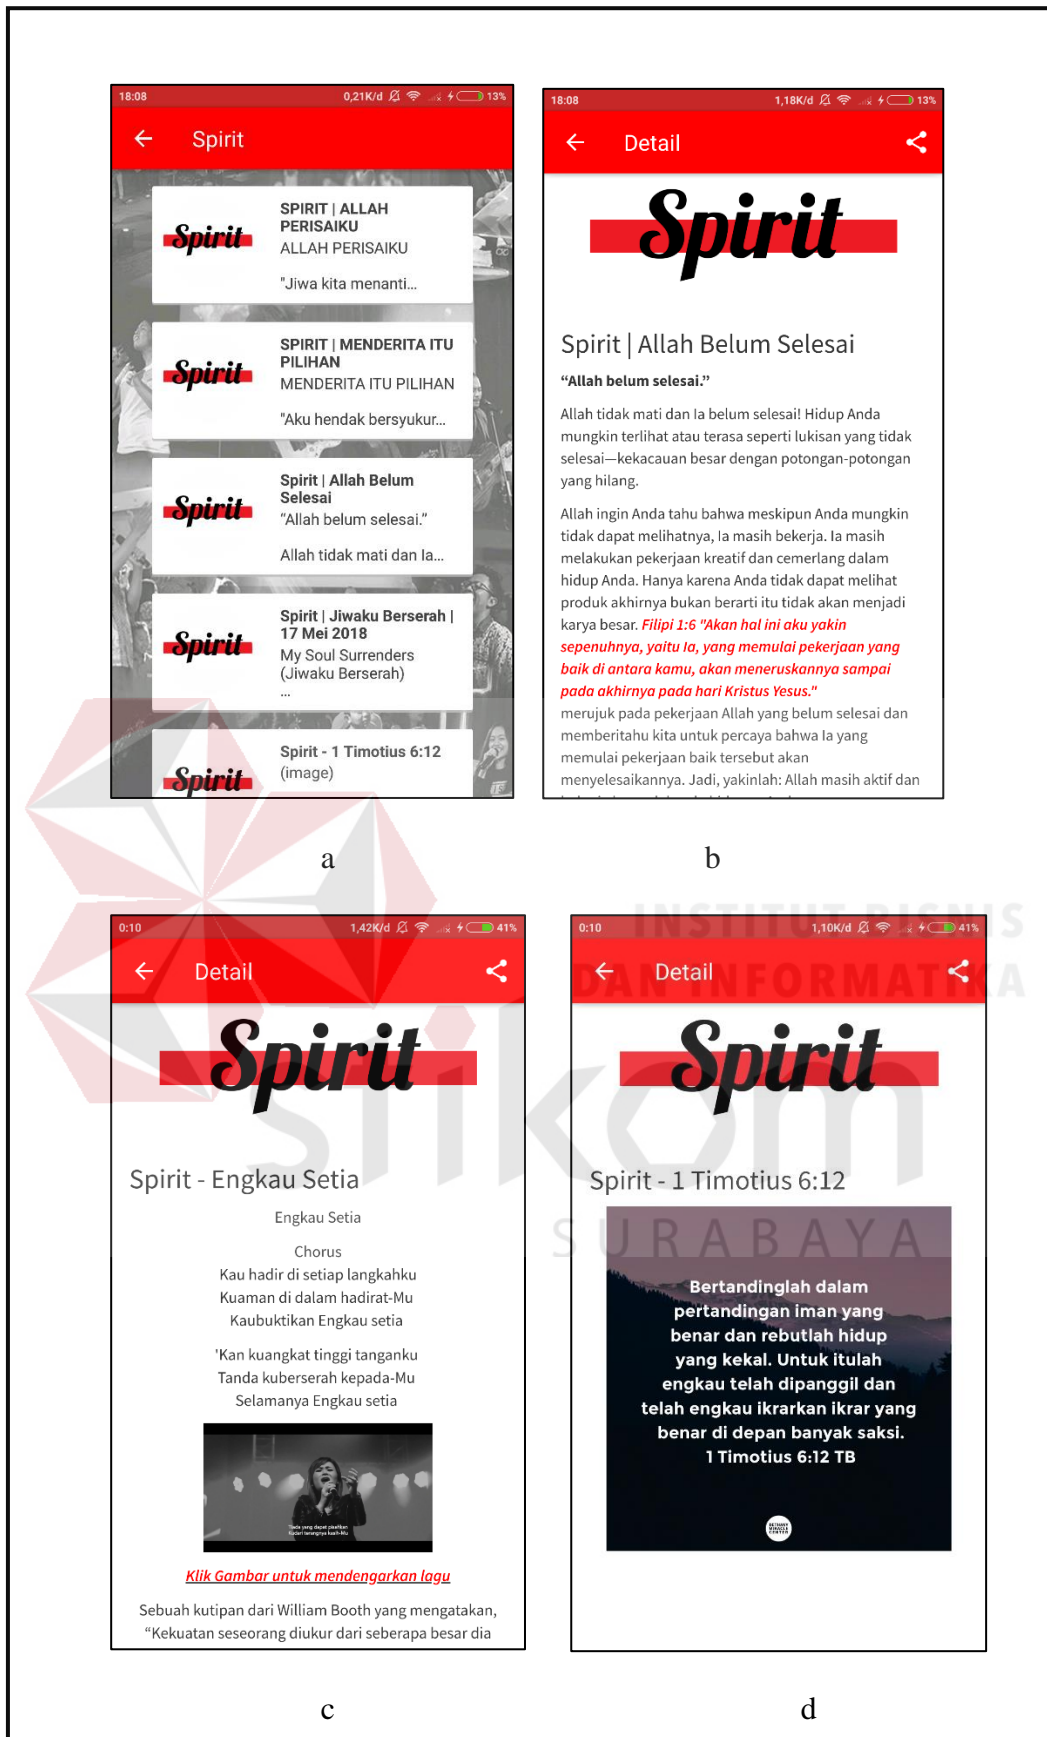 18:08 0,21K/d 13%
Spirit
Spirit
SPIRIT | ALLAH
PERISAIKU
ALLAH PERISAIKU
"Jiwa kita menanti...
Spirit
SPIRIT | MENDERITA ITU
PILIHAN
MENDERITA ITU PILIHAN
"Aku hendak bersyukur...
Spirit
Spirit | Allah Belum
Selesai
“Allah belum selesai.”
Allah tidak mati dan Ia...
Spirit
Spirit | Jiwaku Berserah |
17 Mei 2018
My Soul Surrenders
(Jiwaku Berserah)
...
Spirit
Spirit - 1 Timotius 6:12
(image)
a
18:08 1,18K/d 13%
Detail
Spirit
Spirit | Allah Belum Selesai
“Allah belum selesai.”
Allah tidak mati dan Ia belum selesai! Hidup Anda
mungkin terlihat atau terasa seperti lukisan yang tidak
selesai—kekacauan besar dengan potongan-potongan
yang hilang.
Allah ingin Anda tahu bahwa meskipun Anda mungkin
tidak dapat melihatnya, Ia masih bekerja. Ia masih
melakukan pekerjaan kreatif dan cemerlang dalam
hidup Anda. Hanya karena Anda tidak dapat melihat
produk akhirnya bukan berarti itu tidak akan menjadi
karya besar. Filipi 1:6 "Akan hal ini aku yakin
sepenuhnya, yaitu Ia, yang memulai pekerjaan yang
baik di antara kamu, akan meneruskannya sampai
pada akhirnya pada hari Kristus Yesus."
merujuk pada pekerjaan Allah yang belum selesai dan
memberitahu kita untuk percaya bahwa Ia yang
memulai pekerjaan baik tersebut akan
menyelesaikannya. Jadi, yakinlah: Allah masih aktif dan
b
0:10 1,42K/d 41%
Detail
Spirit
Spirit - Engkau Setia
Engkau Setia
Chorus
Kau hadir di setiap langkahku
Kuaman di dalam hadirat-Mu
Kaubuktikan Engkau setia
'Kan kuangkat tinggi tanganku
Tanda kuberserah kepada-Mu
Selamanya Engkau setia
Tiada yang dapat pisahkan
Kudari terangnya kasih-Mu
Klik Gambar untuk mendengarkan lagu
Sebuah kutipan dari William Booth yang mengatakan,
“Kekuatan seseorang diukur dari seberapa besar dia
c
0:10 1,10K/d 41%
Detail
Spirit
Spirit - 1 Timotius 6:12
Bertandinglah dalam
pertandingan iman yang
benar dan rebutlah hidup
yang kekal. Untuk itulah
engkau telah dipanggil dan
telah engkau ikrarkan ikrar yang
benar di depan banyak saksi.
1 Timotius 6:12 TB
BETHANY
MIRACLE
CENTER
d
INSTITUT BISNIS
DAN INFORMATIKA
stikom
SURABAYA